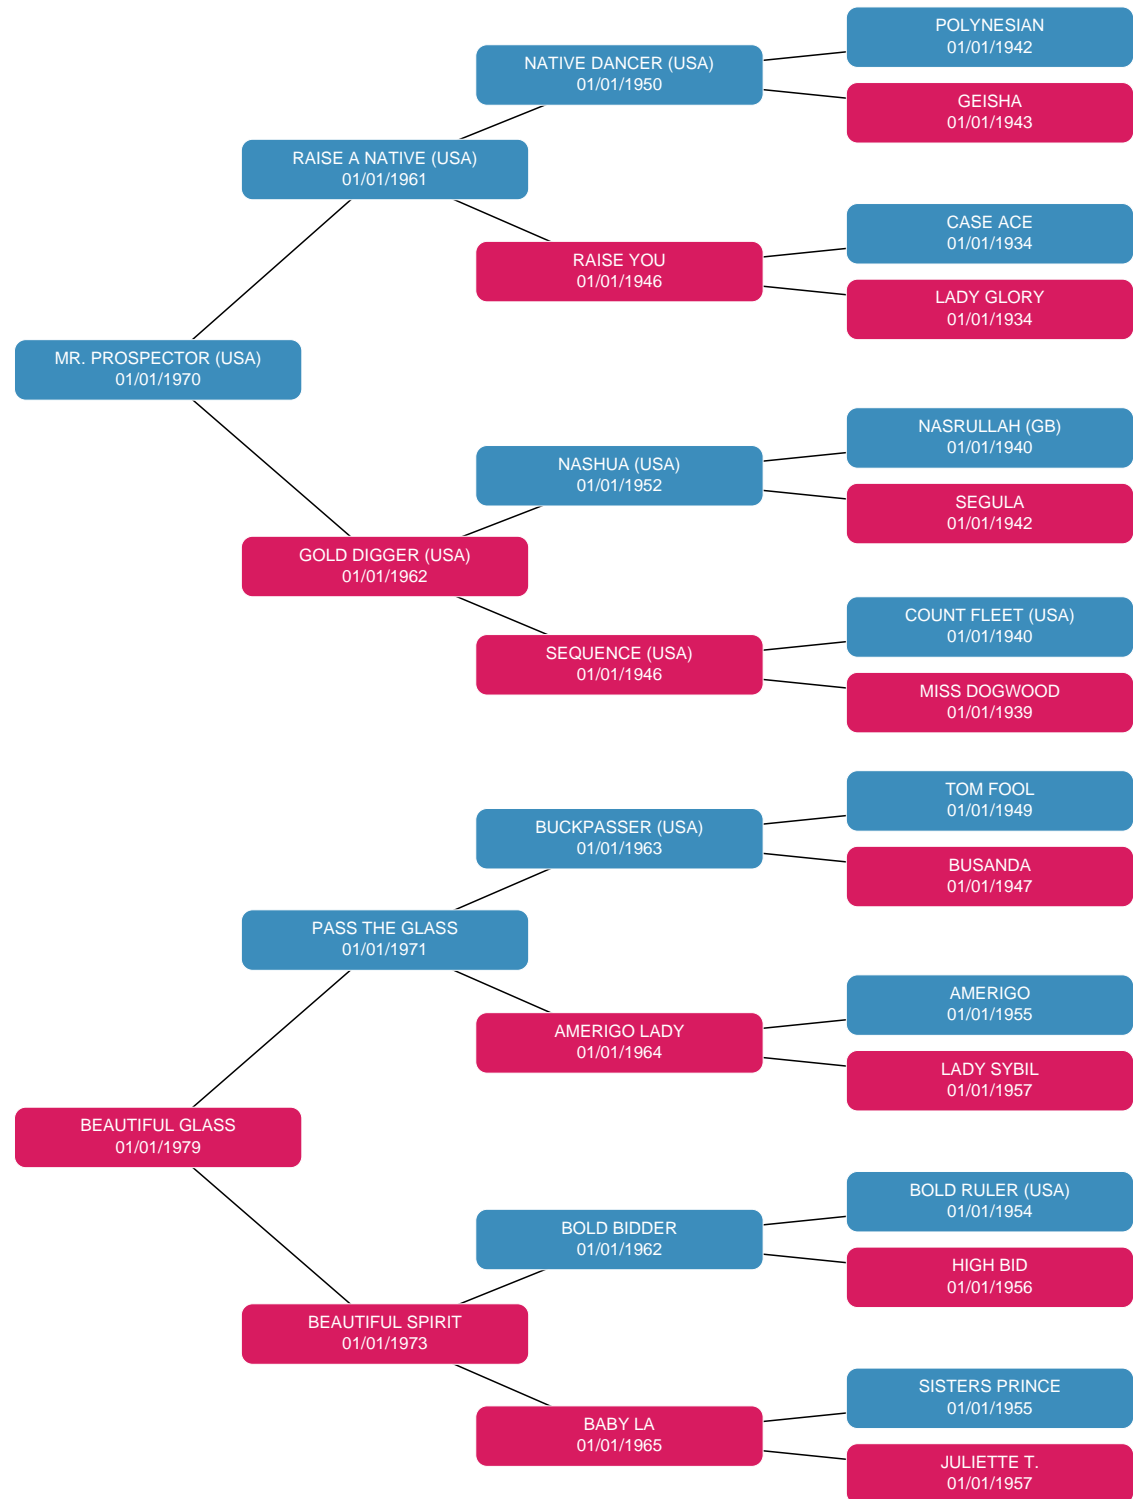 POLYNESIAN
01/01/1942
NATIVE DANCER (USA)
01/01/1950
GEISHA
01/01/1943
RAISE A NATIVE (USA)
01/01/1961
CASE ACE
01/01/1934
RAISE YOU
01/01/1946
LADY GLORY
01/01/1934
MR. PROSPECTOR (USA)
01/01/1970
NASRULLAH (GB)
01/01/1940
NASHUA (USA)
01/01/1952
SEGULA
01/01/1942
GOLD DIGGER (USA)
01/01/1962
COUNT FLEET (USA)
01/01/1940
SEQUENCE (USA)
01/01/1946
MISS DOGWOOD
01/01/1939
TOM FOOL
01/01/1949
BUCKPASSER (USA)
01/01/1963
BUSANDA
01/01/1947
PASS THE GLASS
01/01/1971
AMERIGO
01/01/1955
AMERIGO LADY
01/01/1964
LADY SYBIL
01/01/1957
BEAUTIFUL GLASS
01/01/1979
BOLD RULER (USA)
01/01/1954
BOLD BIDDER
01/01/1962
HIGH BID
01/01/1956
BEAUTIFUL SPIRIT
01/01/1973
SISTERS PRINCE
01/01/1955
BABY LA
01/01/1965
JULIETTE T.
01/01/1957